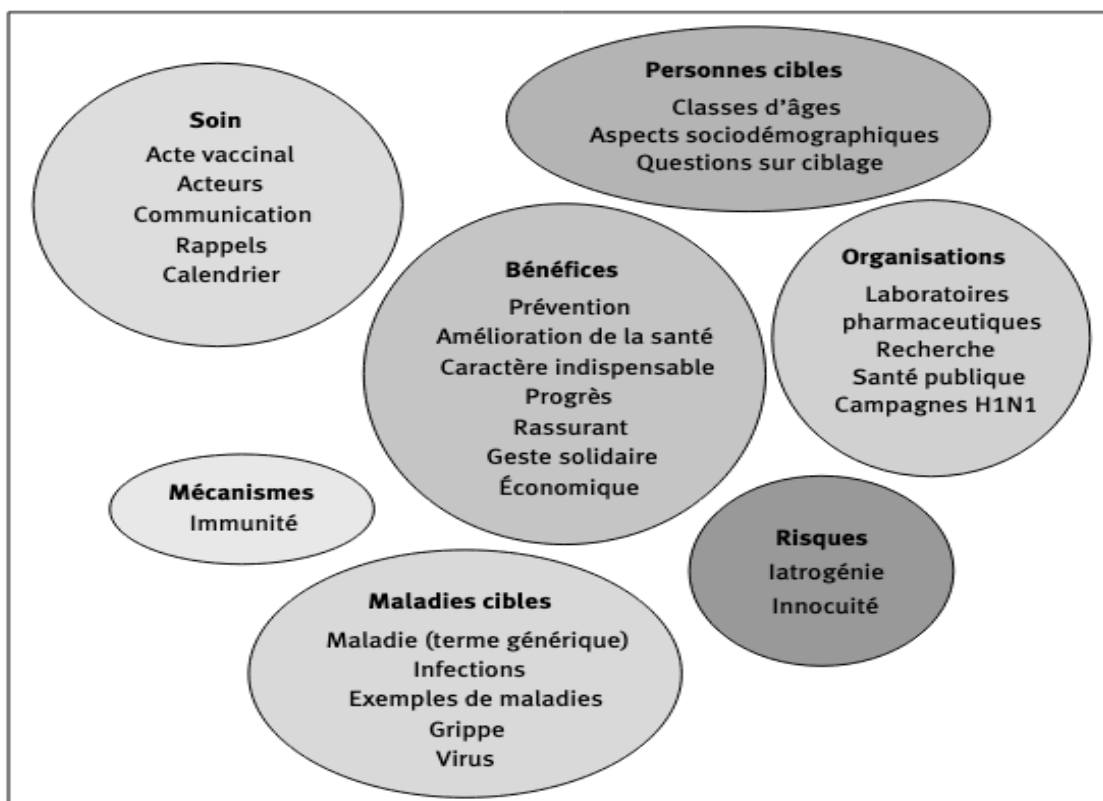 Soin
Acte vaccinal
Acteurs
Communication
Rappels
Calendrier
Personnes cibles
Classes d’âges
Aspects sociodémographiques
Questions sur ciblage
Bénéfices
Prévention
Amélioration de la santé
Caractère indispensable
Progrès
Rassurant
Geste solidaire
Économique
Organisations
Laboratoires
pharmaceutiques
Recherche
Santé publique
Campagnes H1N1
Mécanismes
Immunité
Risques
Iatrogénie
Innocuité
Maladies cibles
Maladie (terme générique)
Infections
Exemples de maladies
Grippe
Virus